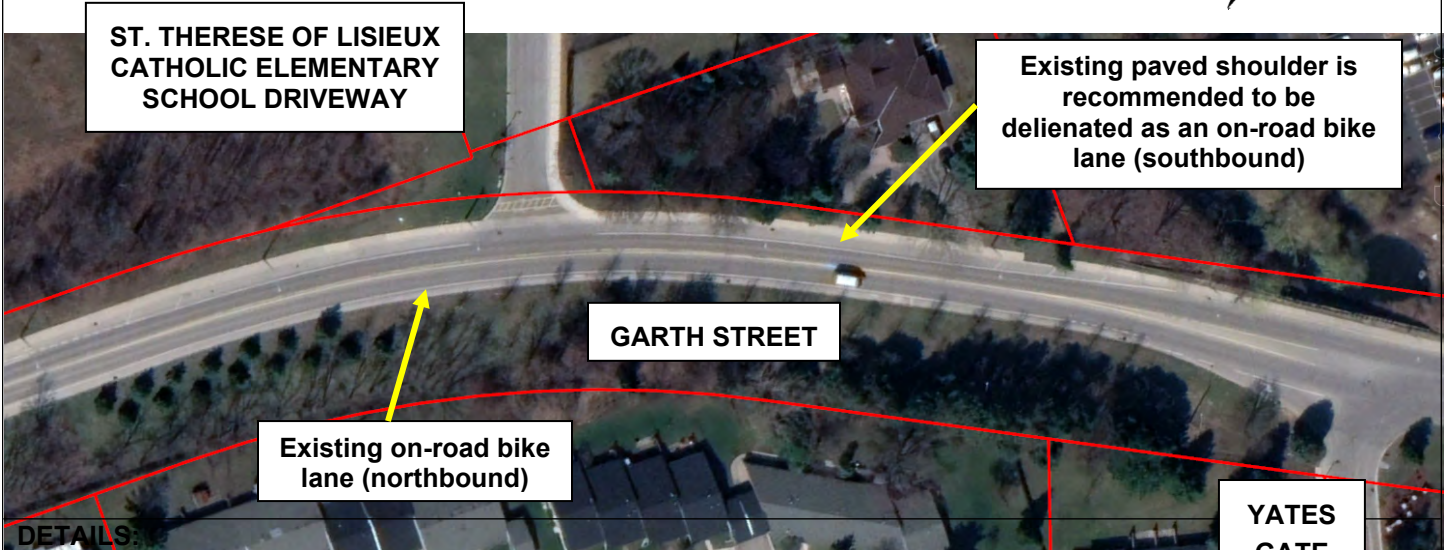 ST. THERESE OF LISIEUX
CATHOLIC ELEMENTARY
SCHOOL DRIVEWAY
Existing paved shoulder is
recommended to be
delienated as an on-road bike
lane (southbound)
GARTH STREET
Existing on-road bike
lane (northbound)
YATES
GATE
DETAILS: